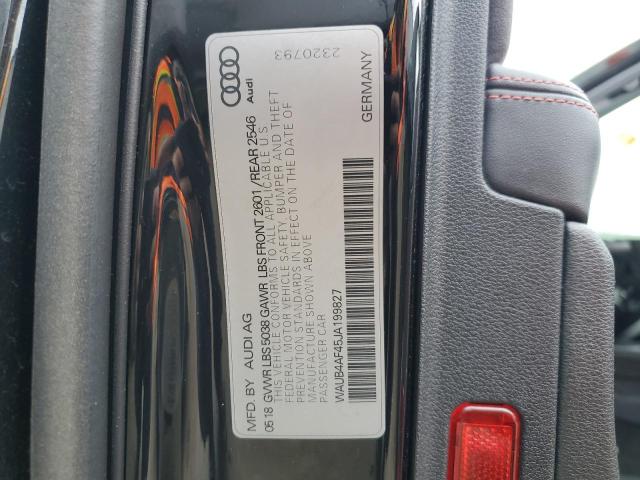 MFD. BY AUDI AG
Audi
05 18 GVWR LBS 5038 GAWR LBS FRONT 2601 / REAR 2546
THIS VEHICLE CONFORMS TO ALL APPLICABLE U S
FEDERAL MOTOR VEHICLE SAFETY, BUMPER AND THEFT
PREVENTION STANDARDS IN EFFECT ON THE DATE OF
MANUFACTURE SHOWN ABOVE
PASSENGER CAR
WAUB4AF45JA199827
GERMANY
2320793